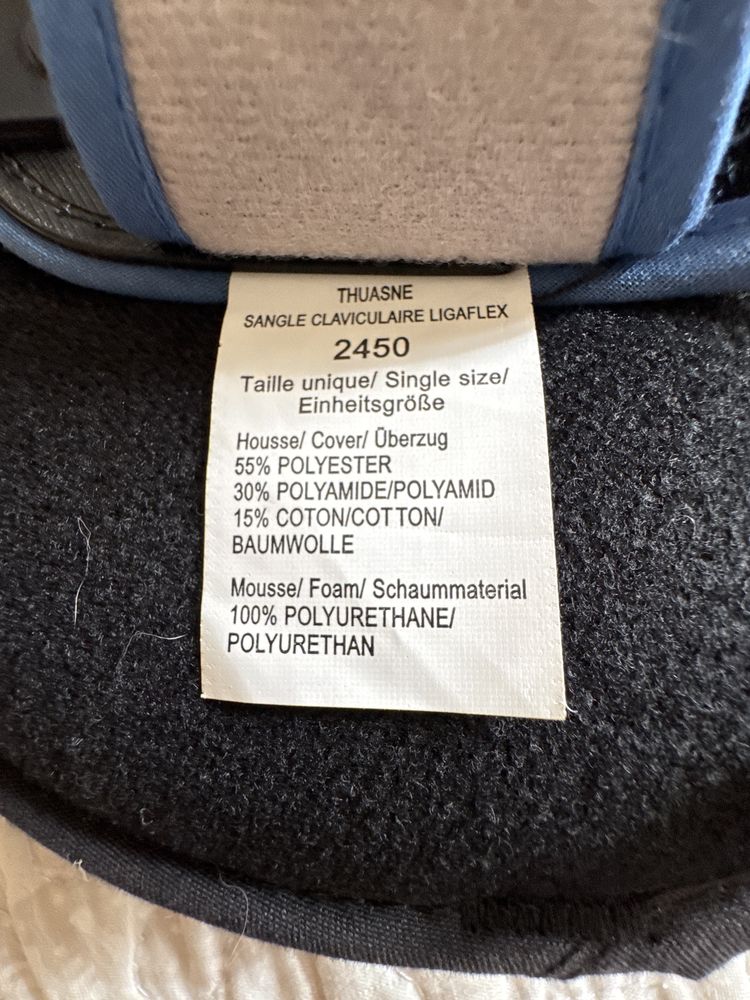 THUASNE
SANGLE CLAVICULAIRE LIGAFLEX
2450
Taille unique/ Single size/
Einheitsgröße
Housse/ Cover/ Überzug
55% POLYESTER
30% POLYAMIDE/POLYAMID
15% COTON/COTTON/
BAUMWOLLE
Mousse/ Foam/ Schaummaterial
100% POLYURETHANE/
POLYURETHAN